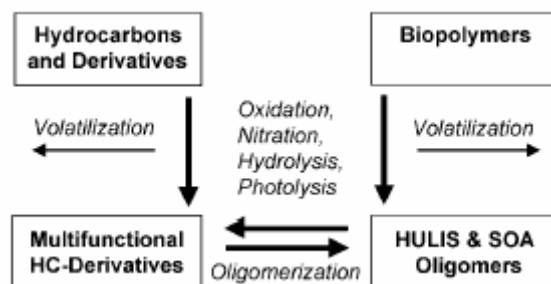 Hydrocarbons
and Derivatives
Biopolymers
Volatilization
Oxidation,
Nitration,
Hydrolysis,
Photolysis
Volatilization
Multifunctional
HC-Derivatives
Oligomerization
HULIS & SOA
Oligomers